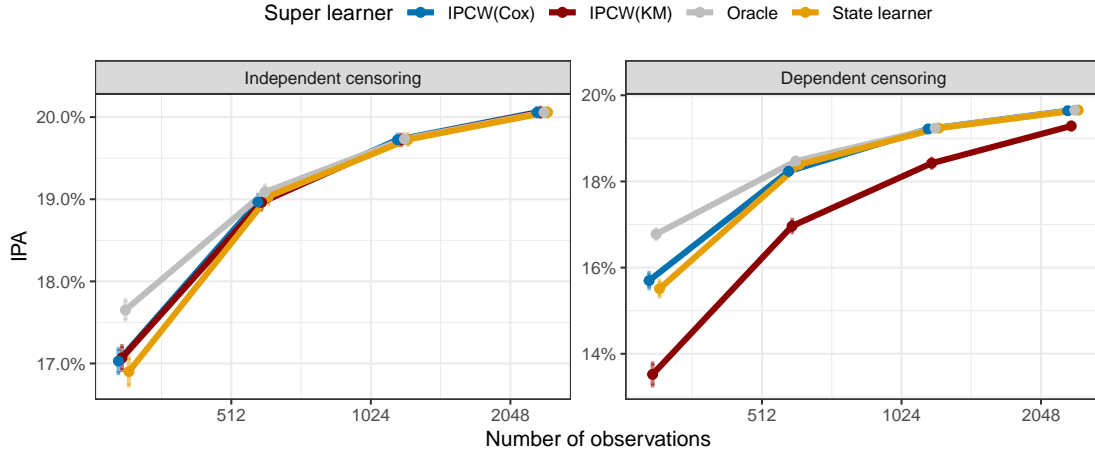 Super learner IPCW(Cox) IPCW(KM) Oracle State learner
Independent censoring
Dependent censoring
IPA
20.0%
19.0%
18.0%
17.0%
20%
18%
16%
14%
512 1024 2048
512 1024 2048
Number of observations